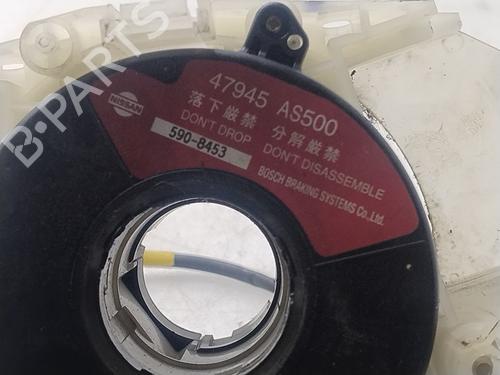 B-PARTS
NISSAN
47945 AS500
落下厳禁 分解厳禁
DON'T DROP DON'T DISASSEMBLE
590-8453
BOSCH BRAKING SYSTEMS Co.,Ltd.